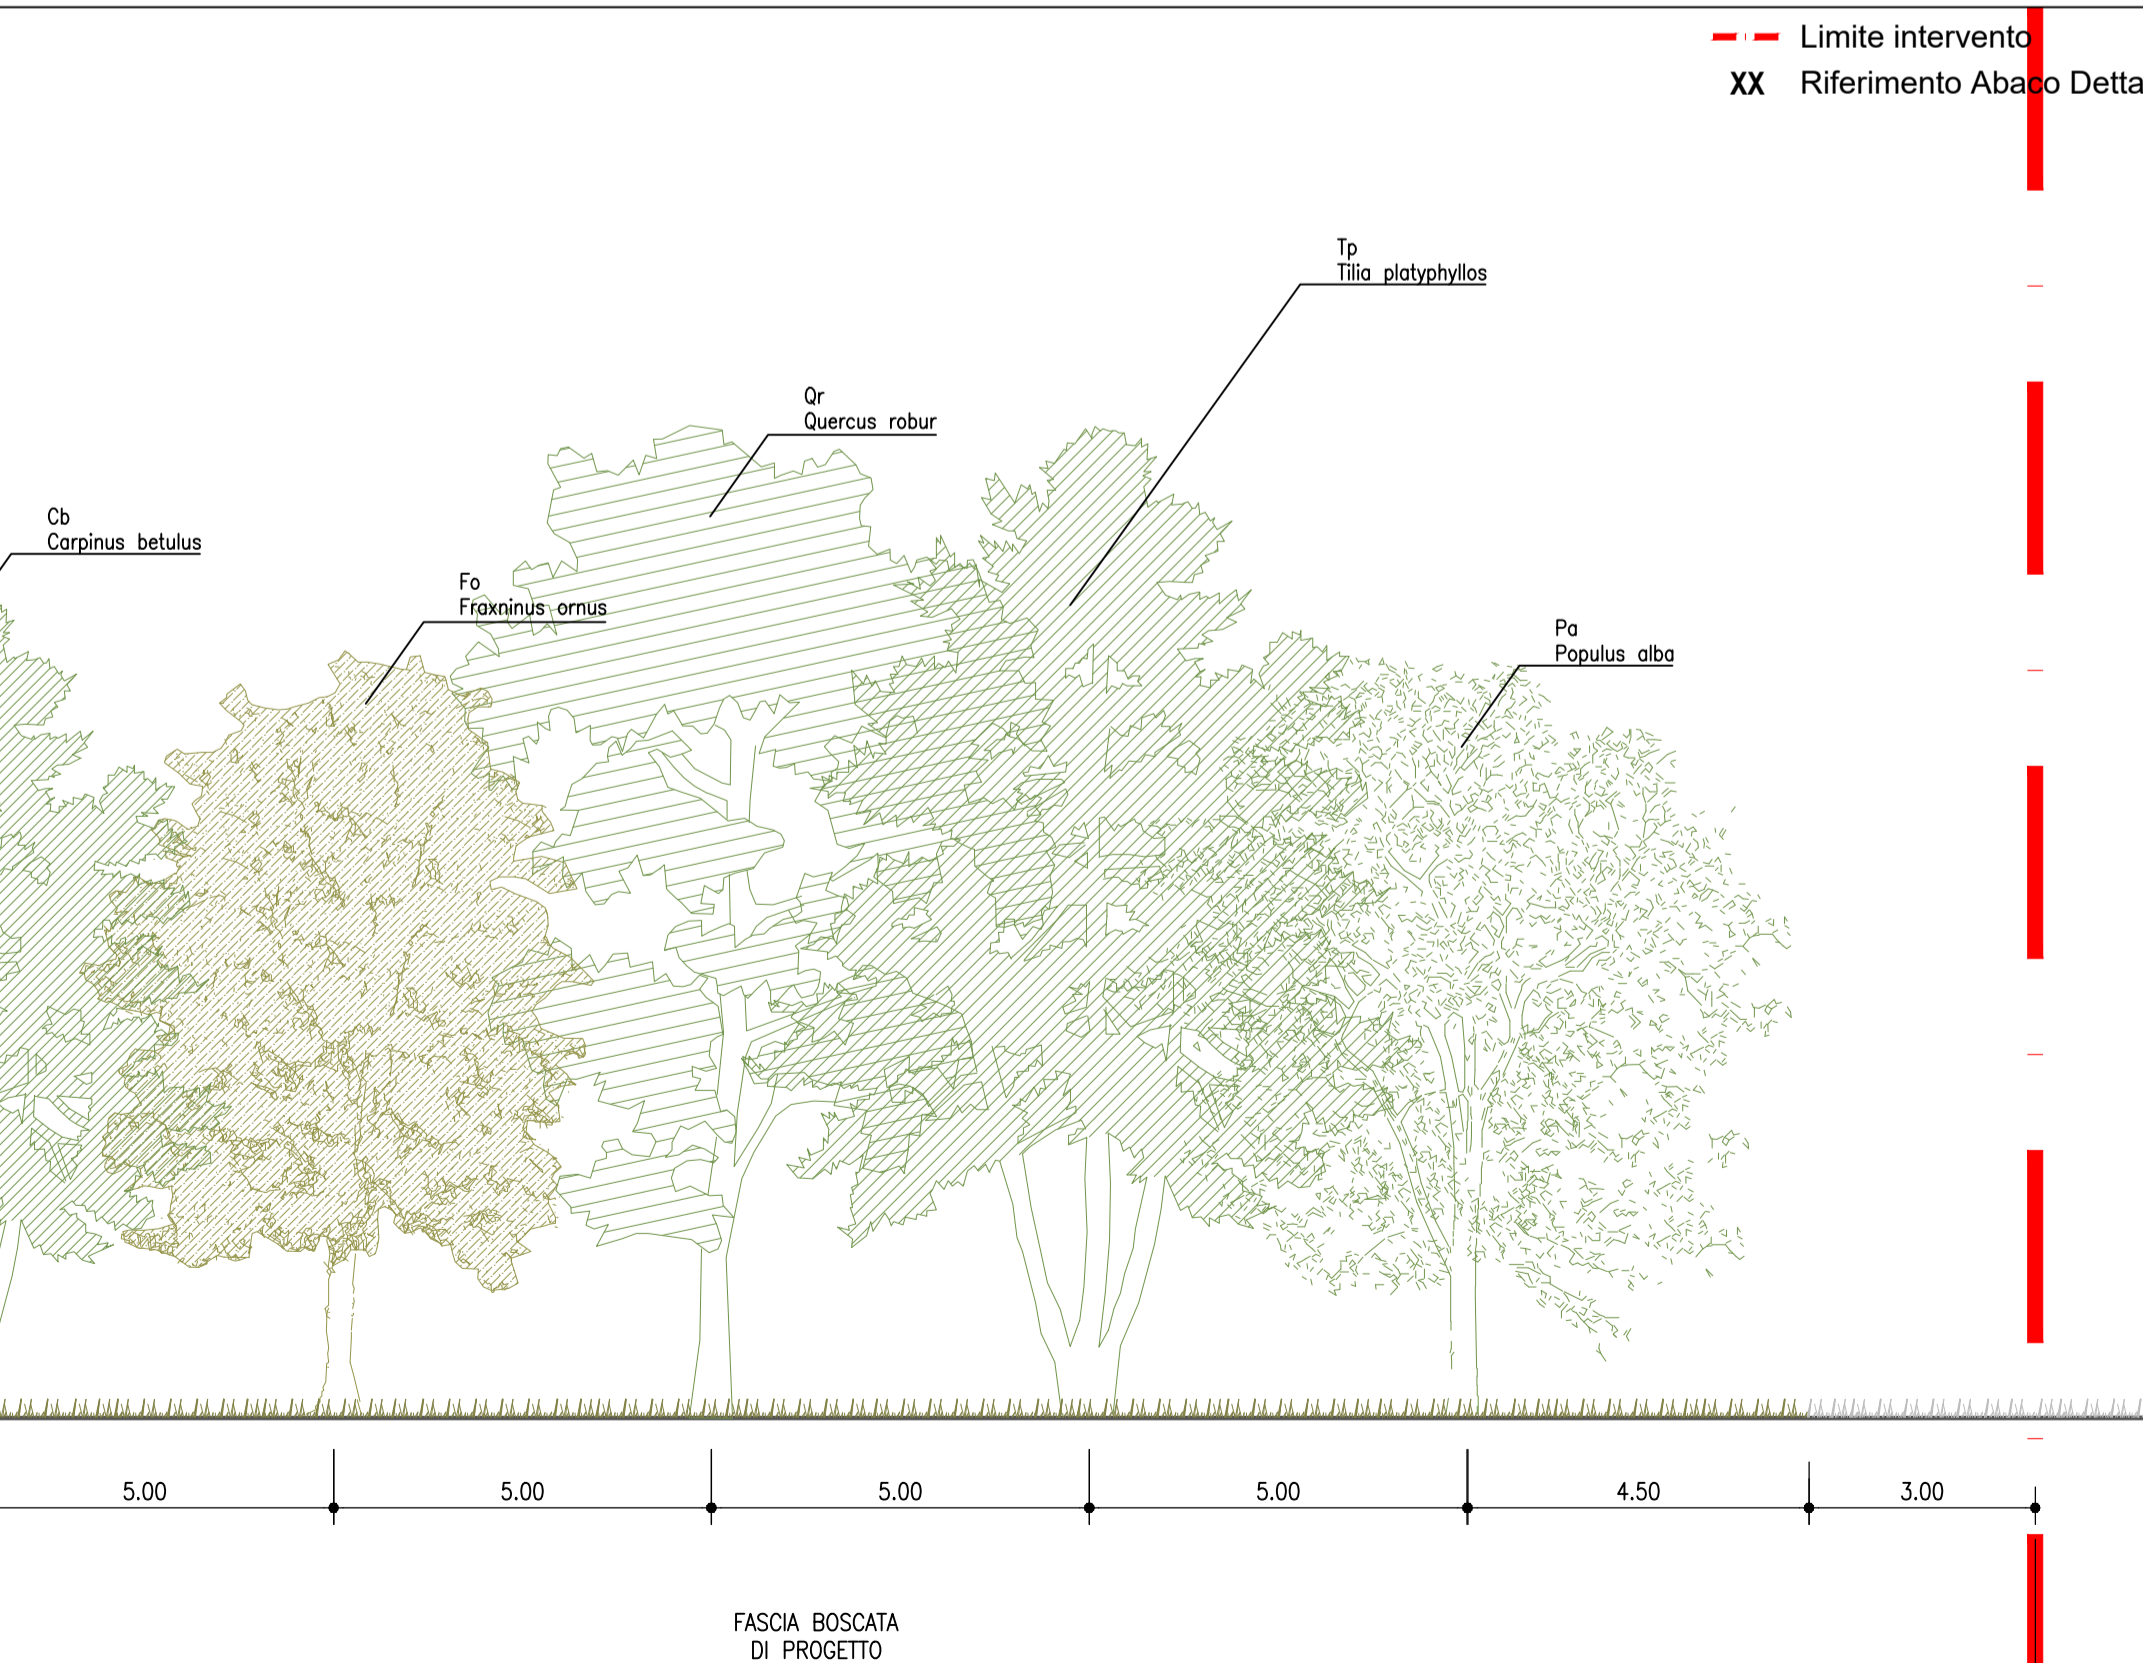 Limite intervento
XX Riferimento Abaco Detta
Tp
Tilia platyphyllos
Qr
Quercus robur
Cb
Carpinus betulus
Fo
Fraxninus ornus
Pa
Populus alba
5.00 5.00 5.00 5.00 4.50 3.00
FASCIA BOSCATA
DI PROGETTO